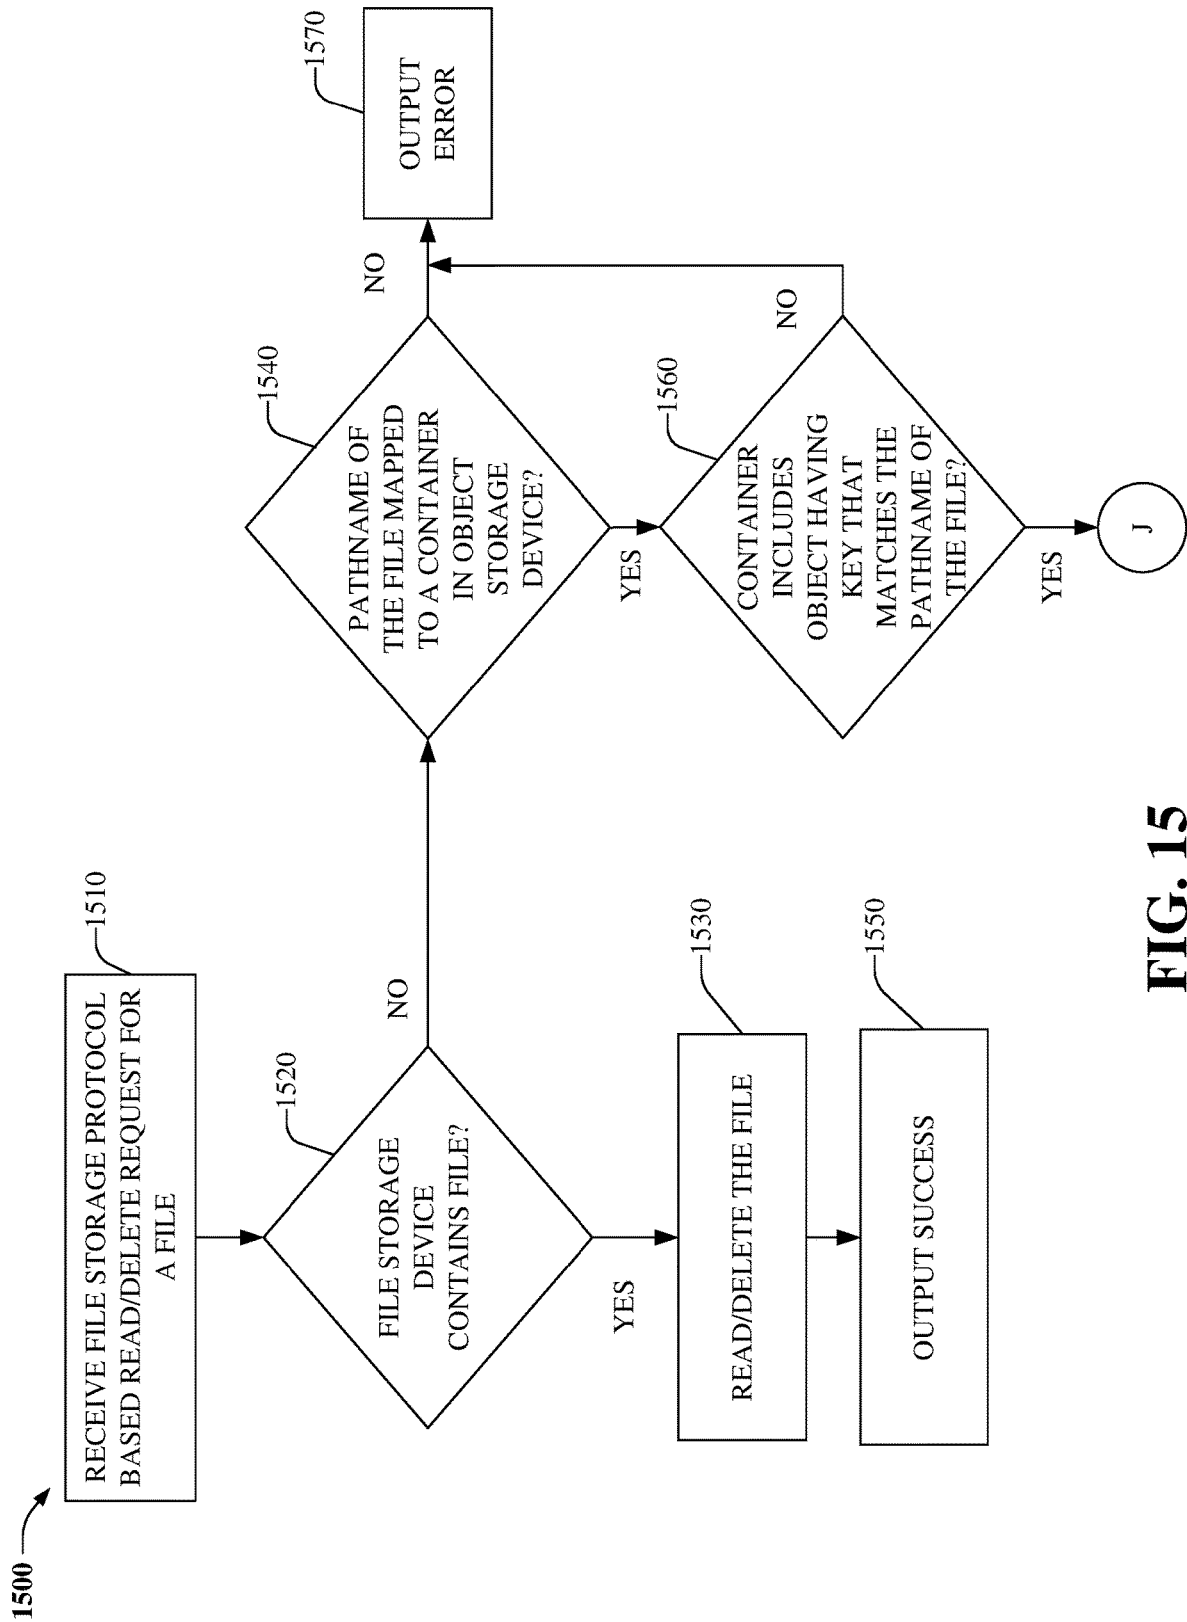 1500
1510
RECEIVE FILE STORAGE PROTOCOL
BASED READ/DELETE REQUEST FOR
A FILE
1520
FILE STORAGE
DEVICE
CONTAINS FILE?
NO
YES
1530
READ/DELETE THE FILE
1550
OUTPUT SUCCESS
1540
PATHNAME OF
THE FILE MAPPED
TO A CONTAINER
IN OBJECT
STORAGE
DEVICE?
NO
YES
1570
OUTPUT
ERROR
1560
CONTAINER
INCLUDES
OBJECT HAVING
KEY THAT
MATCHES THE
PATHNAME OF
THE FILE?
NO
YES
J
FIG. 15